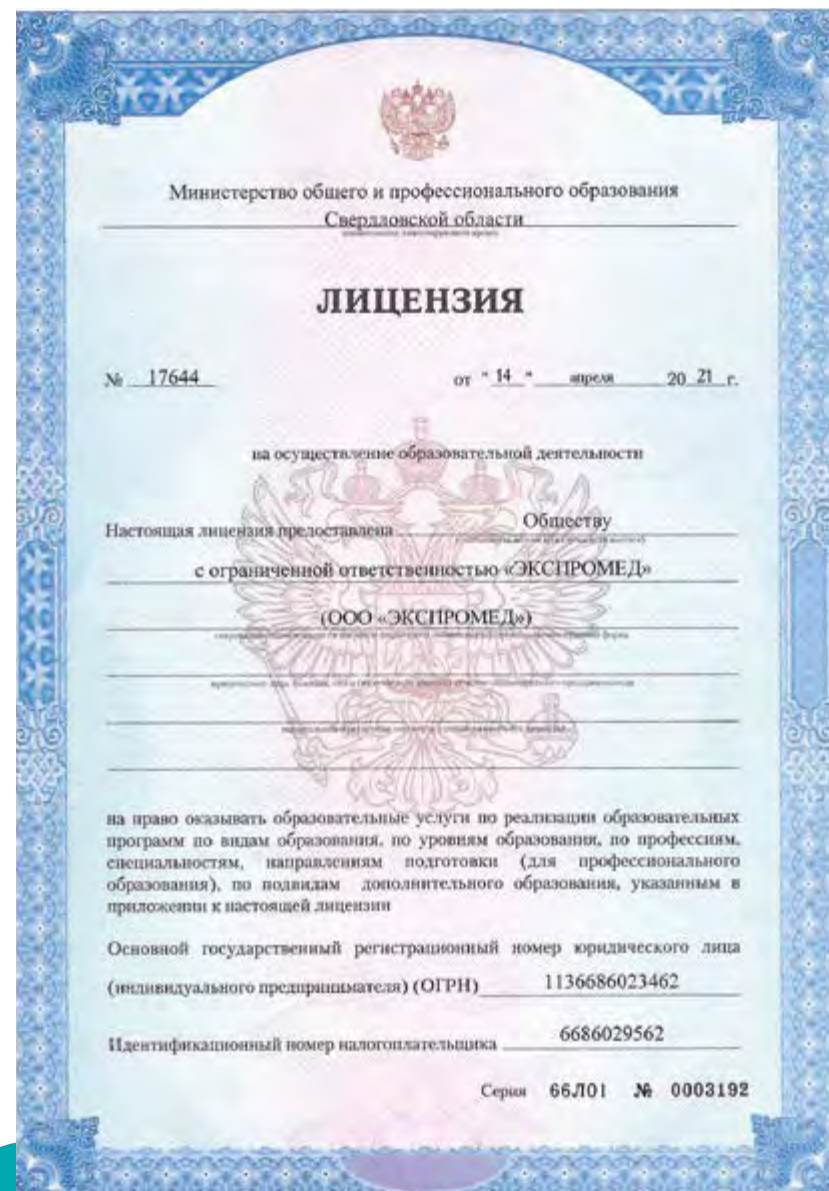 Министерство общего и профессионального образования
Свердловской области
ЛИЦЕНЗИЯ
№ 17644 от "14" апреля 20 21 г.
на осуществление образовательной деятельности
Настоящая лицензия предоставлена Обществу
с ограниченной ответственностью «ЭКСПРОМЕД»
(ООО «ЭКСПРОМЕД»)
на право оказывать образовательные услуги по реализации образовательных
программ по видам образования, по уровням образования, по профессиям,
специальностям, направлениям подготовки (для профессионального
образования), по подвидам дополнительного образования, указанным в
приложении к настоящей лицензии
Основной государственный регистрационный номер юридического лица
(индивидуального предпринимателя) (ОГРН) 1136686023462
Идентификационный номер налогоплательщика 6686029562
Серия 66Л01 № 0003192